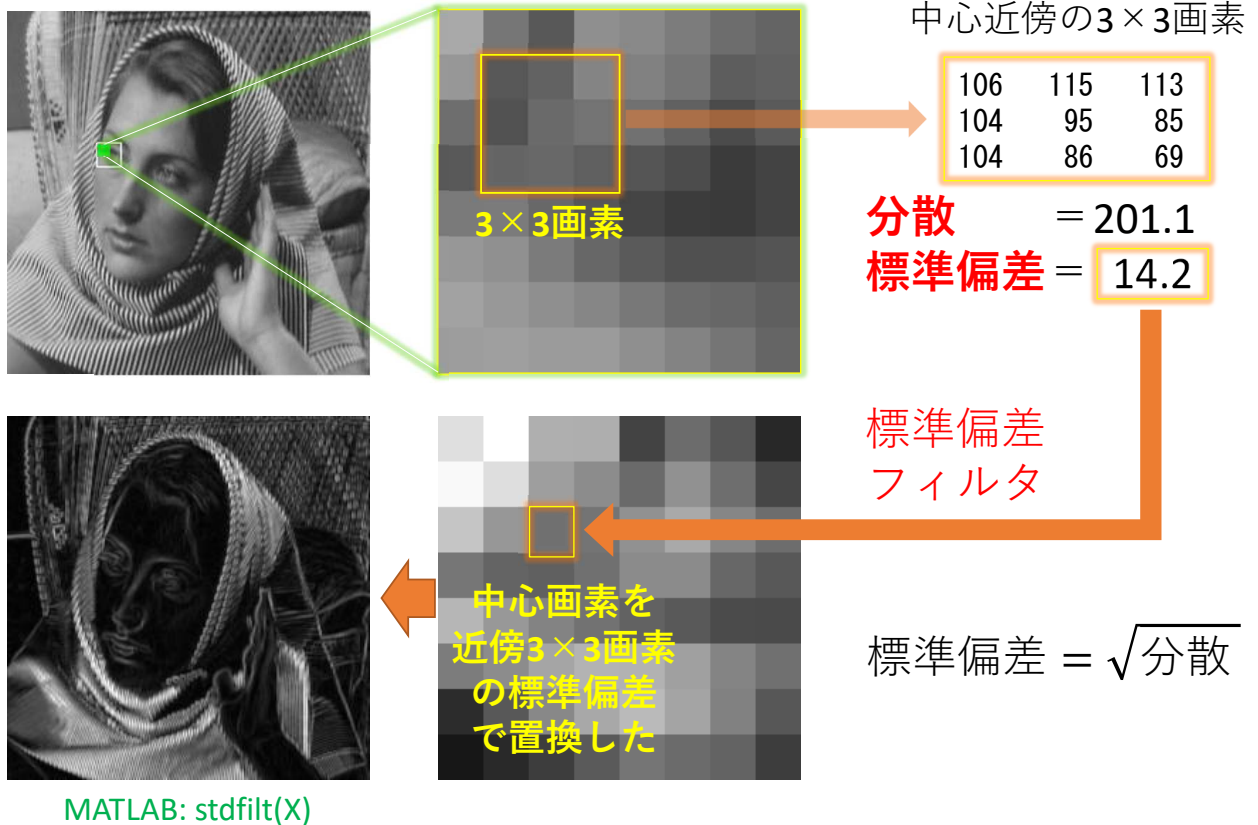 中心近傍の3×3画素
106 115 113
104 95 85
104 86 69
3×3画素
分散 ＝201.1
標準偏差＝ 14.2
標準偏差
フィルタ
中心画素を
近傍3×3画素
の標準偏差
で置換した
標準偏差 = √分散
MATLAB: stdfilt(X)